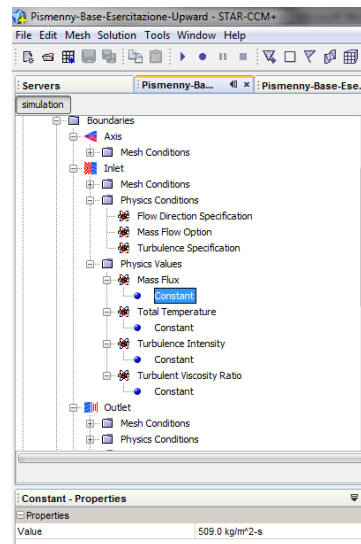 Pismenny-Base-Esercitazione-Upward - STAR-CCM+
File Edit Mesh Solution Tools Window Help
Servers Pismenny-Ba... Pismenny-Base-Ese.
simulation
Boundaries
Axis
Mesh Conditions
Inlet
Mesh Conditions
Physics Conditions
Flow Direction Specification
Mass Flow Option
Turbulence Specification
Physics Values
Mass Flux
Constant
Total Temperature
Constant
Turbulence Intensity
Constant
Turbulent Viscosity Ratio
Constant
Outlet
Mesh Conditions
Physics Conditions
Constant - Properties
Properties
Value 509.0 kg/m^2-s